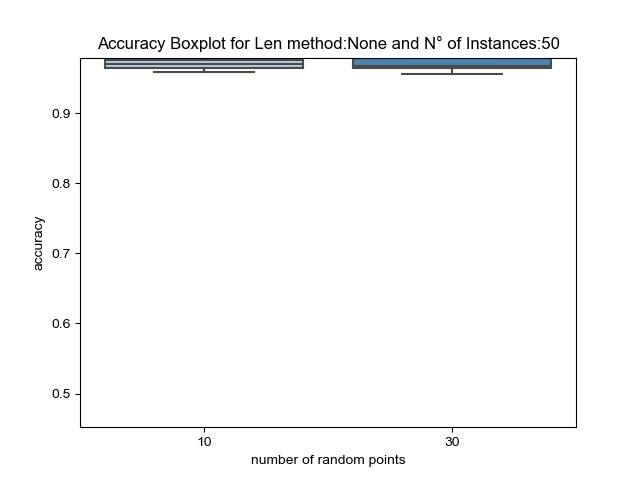 Accuracy Boxplot for Len method:None and N° of Instances:50
0.9
0.8
0.7
0.6
0.5
accuracy
10
30
number of random points